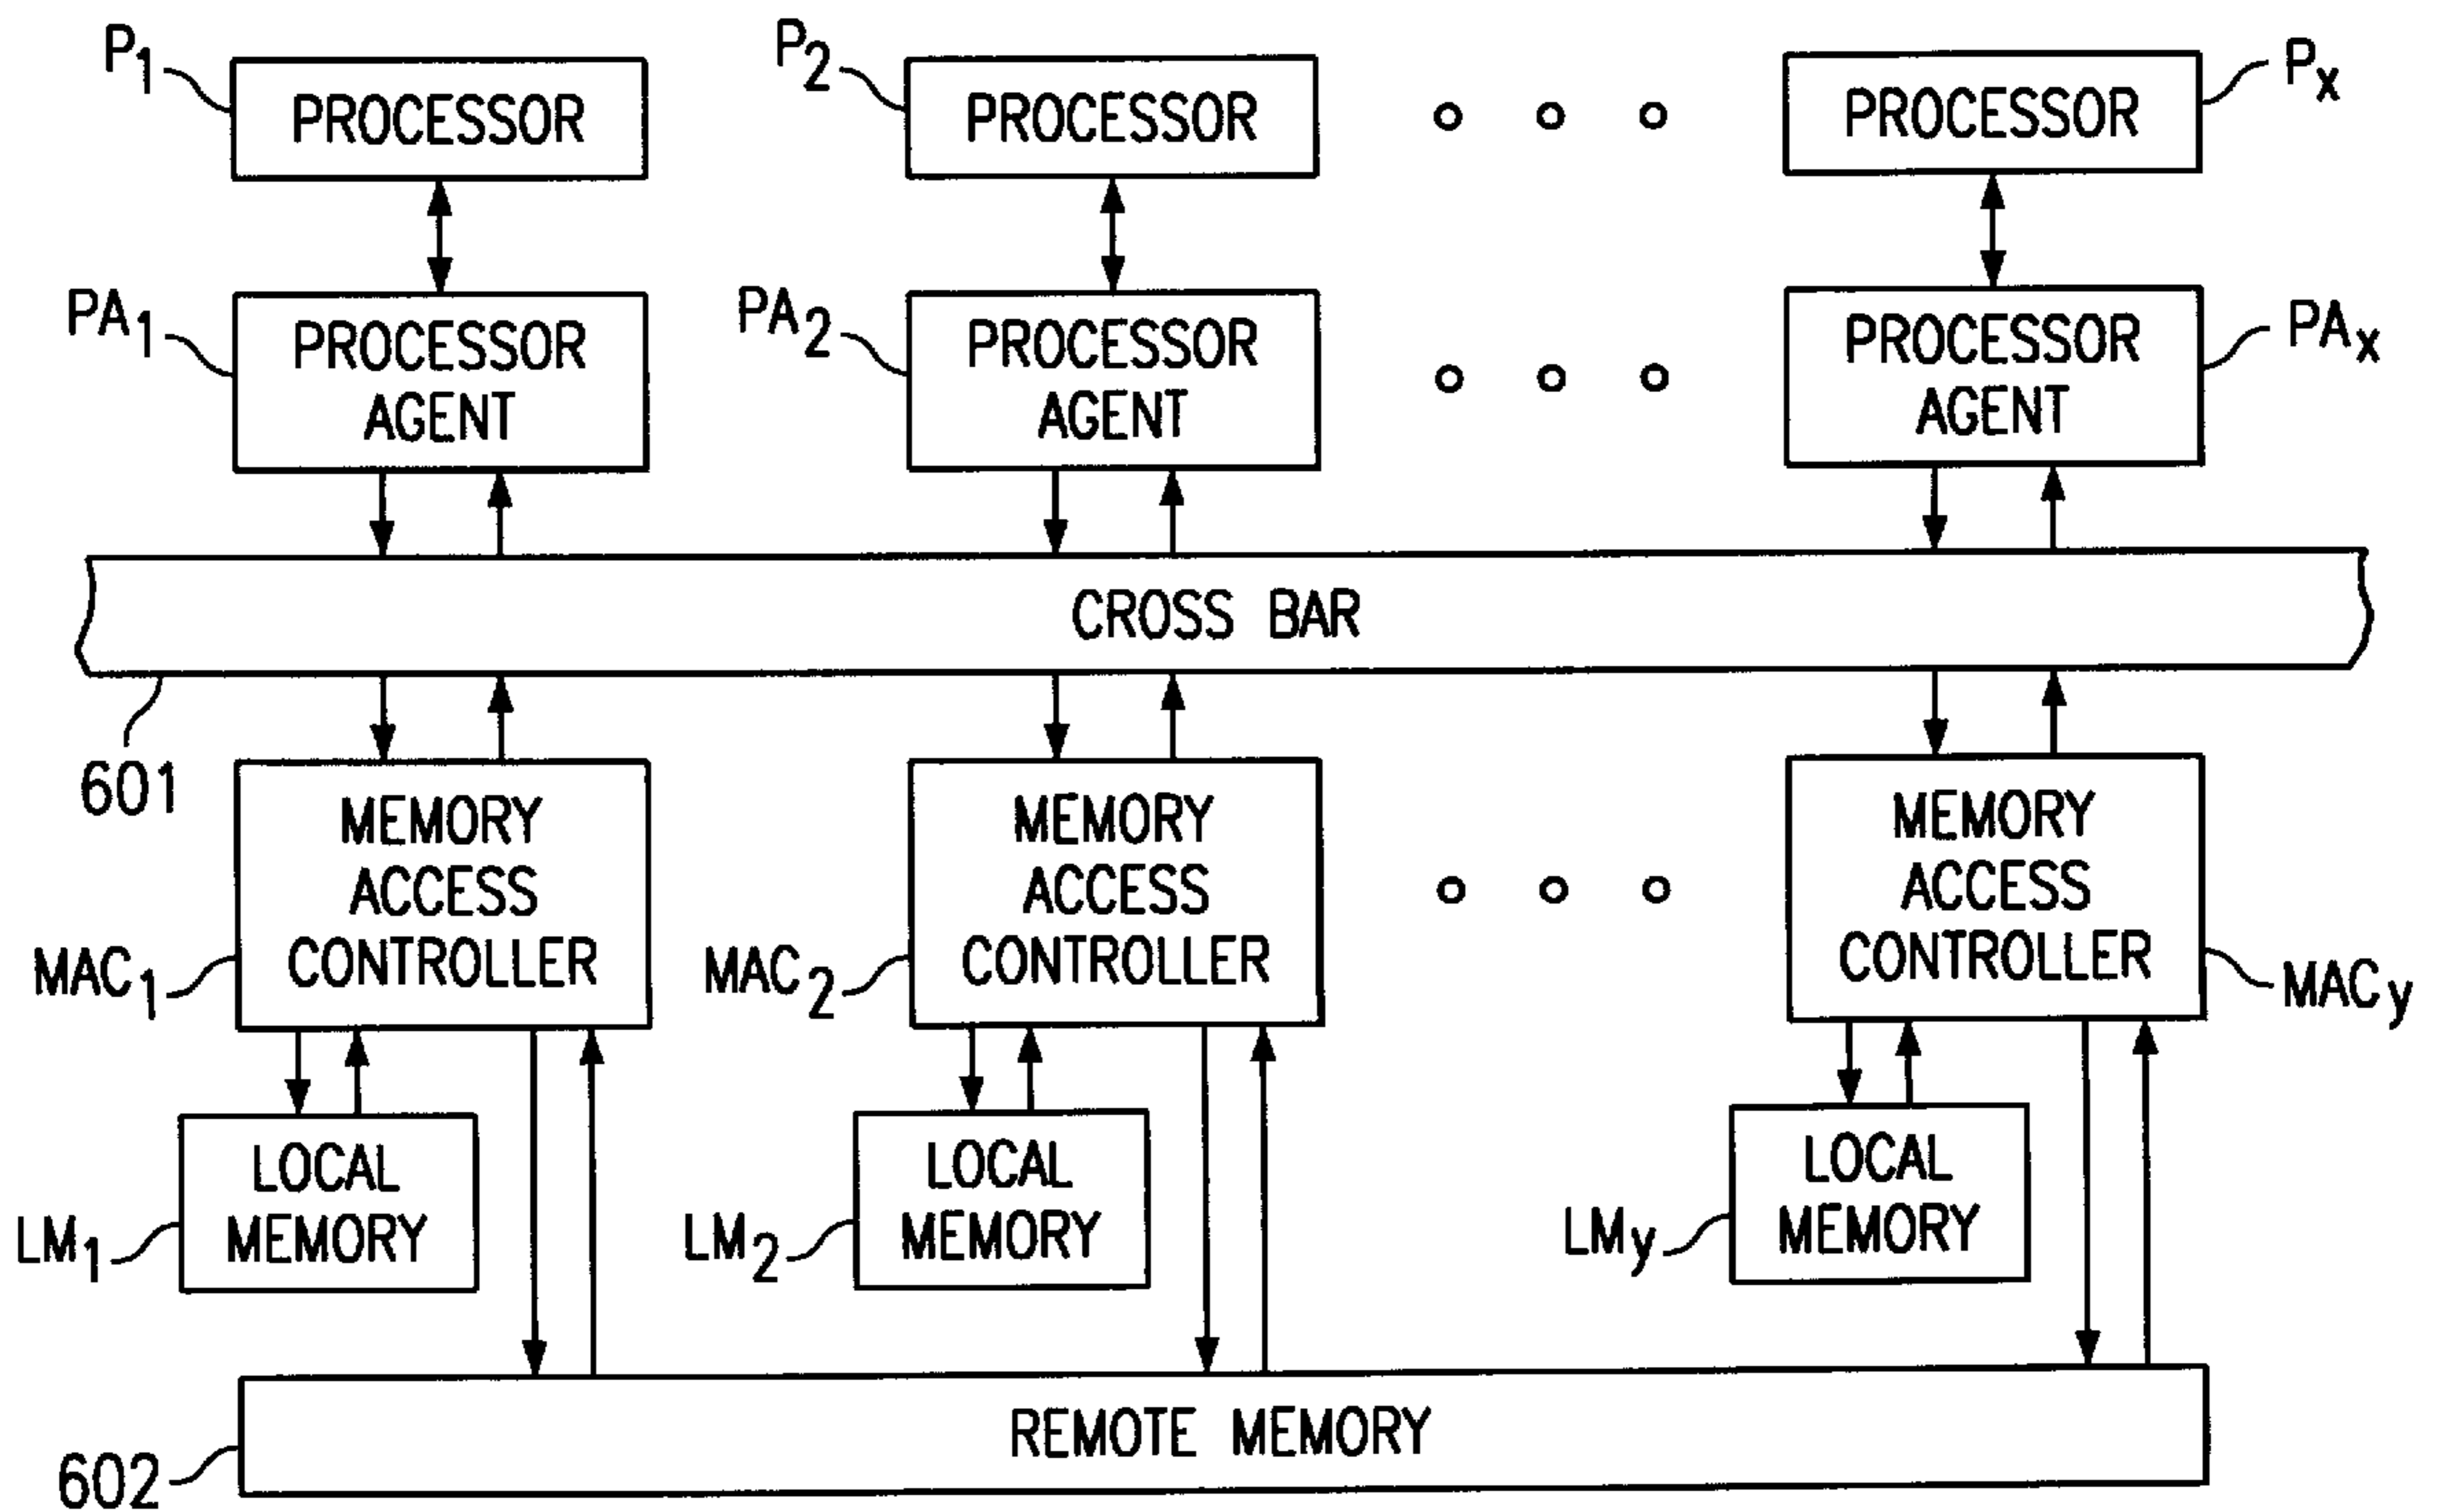 P1
PROCESSOR
P2
PROCESSOR
PROCESSOR
Px
PA1
PROCESSOR
AGENT
PA2
PROCESSOR
AGENT
PROCESSOR
AGENT
PAx
CROSS BAR
601
MEMORY
ACCESS
CONTROLLER
MAC1
MEMORY
ACCESS
CONTROLLER
MAC2
MEMORY
ACCESS
CONTROLLER
MACy
LOCAL
MEMORY
LM1
LOCAL
MEMORY
LM2
LOCAL
MEMORY
LMy
REMOTE MEMORY
602